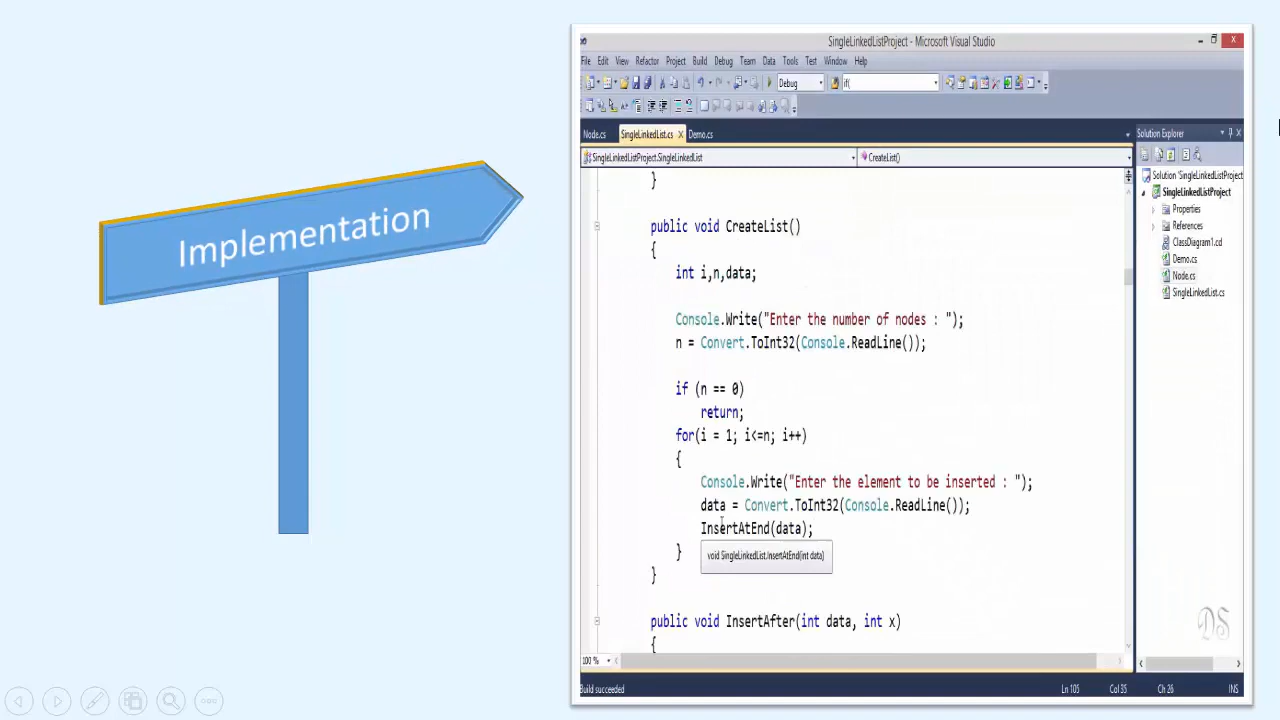 Implementation
SingleLinkedListProject - Microsoft Visual Studio
File Edit View Refactor Project Build Debug Team Data Tools Test Window Help
Debug if(
Node.cs SingleLinkedList.cs X Demo.cs
SingleLinkedListProject.SingleLinkedList CreateList()
}
public void CreateList()
{
int i,n,data;
Console.Write("Enter the number of nodes : ");
n = Convert.ToInt32(Console.ReadLine());
if (n == 0)
return;
for(i = 1; i<=n; i++)
{
Console.Write("Enter the element to be inserted : ");
data = Convert.ToInt32(Console.ReadLine());
InsertAtEnd(data);
}
void SingleLinkedList.InsertAtEnd(int data)
}
public void InsertAfter(int data, int x)
{
100 %
Solution Explorer
Solution 'SingleLinkedListProject
SingleLinkedListProject
Properties
References
ClassDiagram1.cd
Demo.cs
Node.cs
SingleLinkedList.cs
DS
Build succeeded Ln 105 Col 35 Ch 26 INS